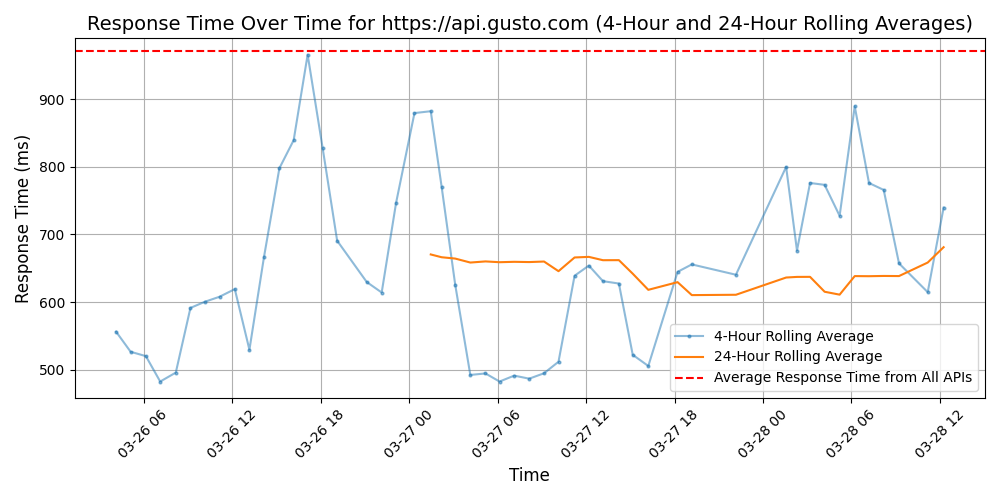 Response Time Over Time for https://api.gusto.com (4-Hour and 24-Hour Rolling Averages)
Response Time (ms)
900
800
700
600
500
4-Hour Rolling Average
24-Hour Rolling Average
Average Response Time from All APIs
03-26 06
03-26 12
03-26 18
03-27 00
03-27 06
03-27 12
03-27 18
03-28 00
03-28 06
03-28 12
Time